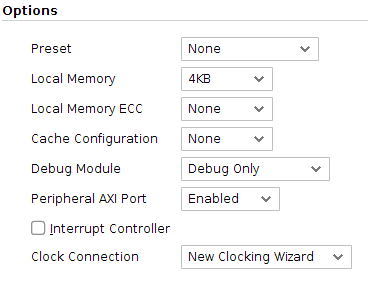 Options
Preset None
Local Memory 4KB
Local Memory ECC None
Cache Configuration None
Debug Module Debug Only
Peripheral AXI Port Enabled
Interrupt Controller
Clock Connection New Clocking Wizard